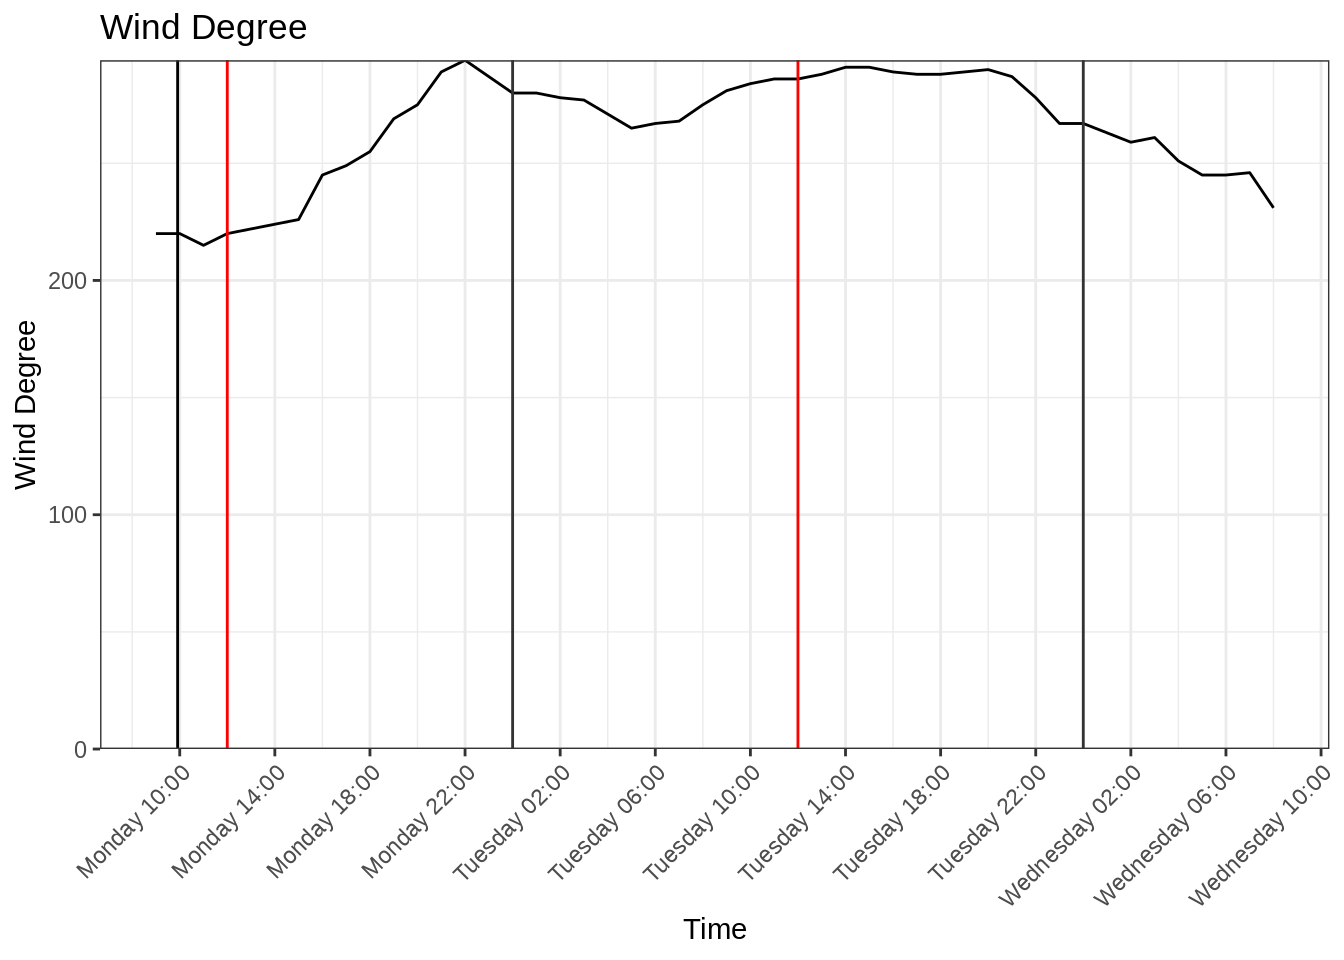 Wind Degree
Wind Degree
200
100
0
Monday 10:00
Monday 14:00
Monday 18:00
Monday 22:00
Tuesday 02:00
Tuesday 06:00
Tuesday 10:00
Tuesday 14:00
Tuesday 18:00
Tuesday 22:00
Wednesday 02:00
Wednesday 06:00
Wednesday 10:00
Time